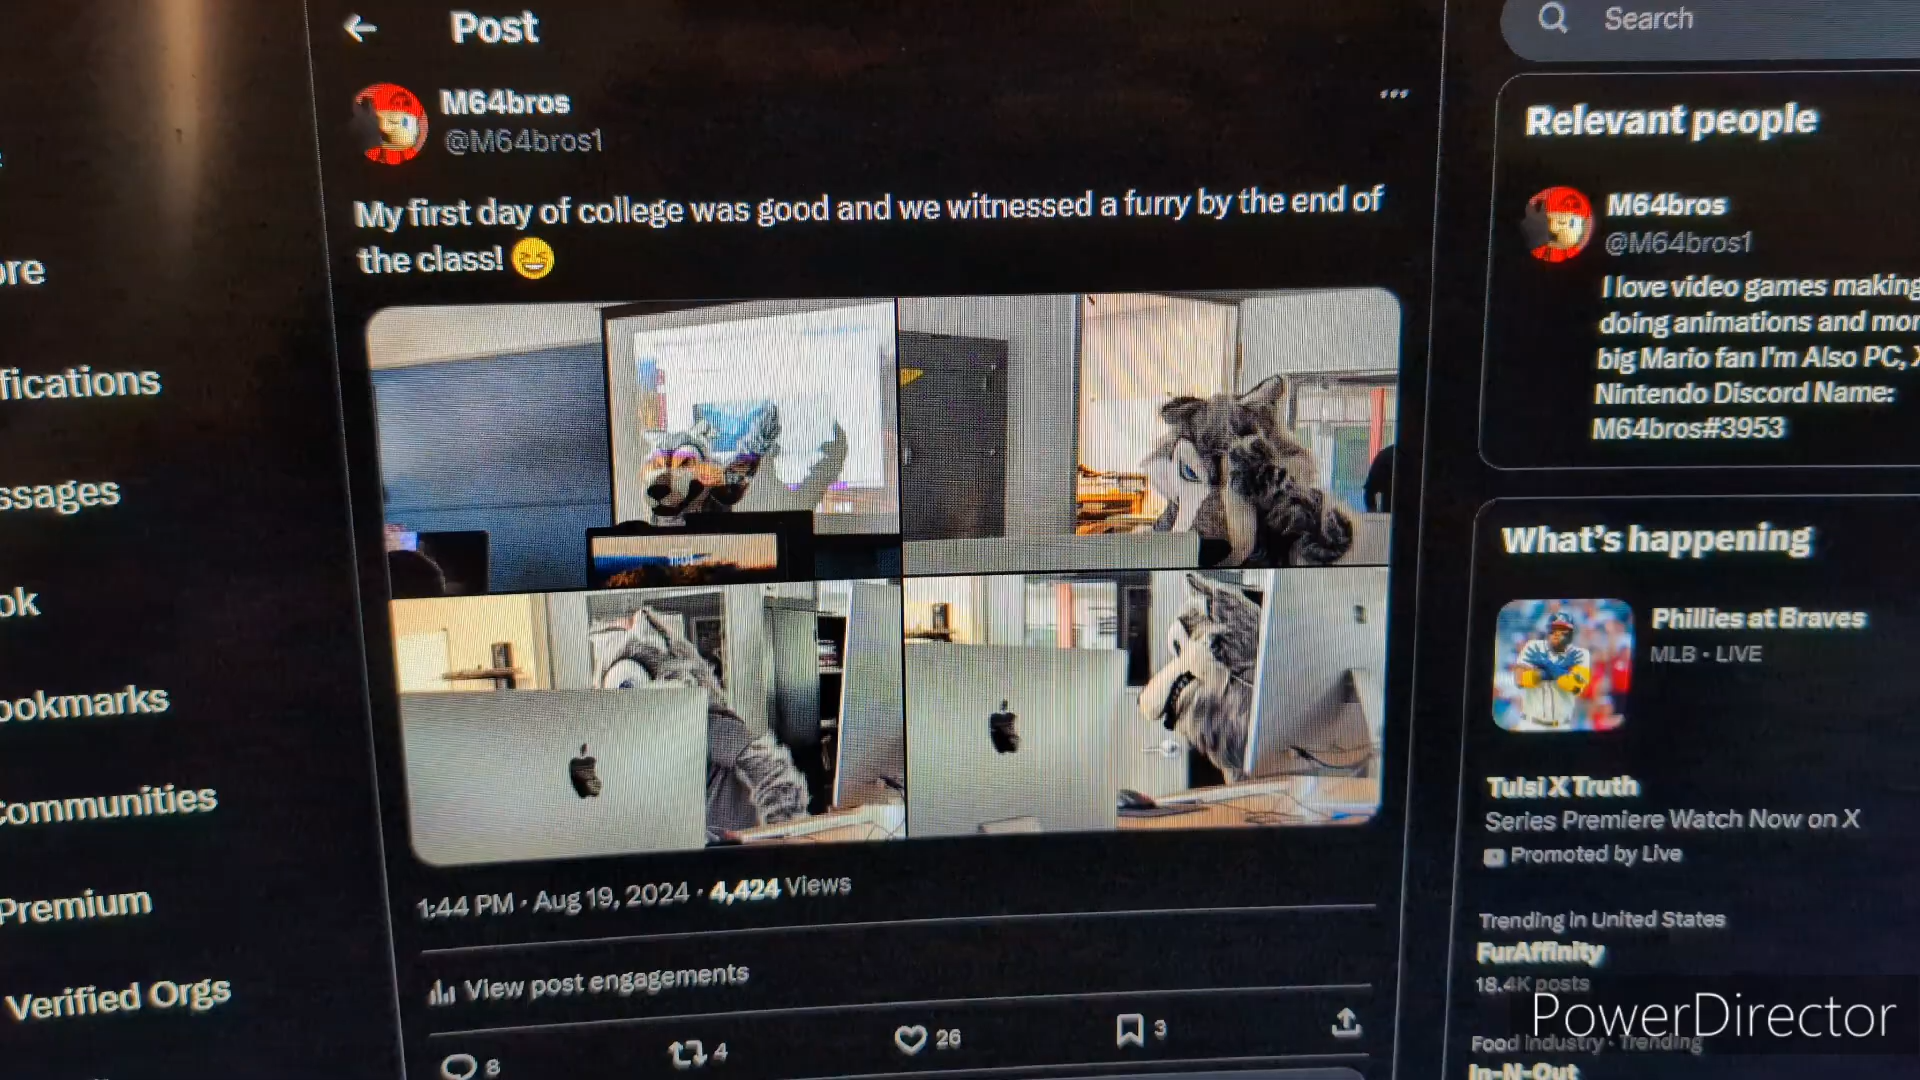 Post
M64bros
@M64bros1
My first day of college was good and we witnessed a furry by the end of
the class! 😆
1:44 PM · Aug 19, 2024 · 4,424 Views
View post engagements
8
4
26
3
ore
fications
ssages
ok
ookmarks
Communities
Premium
Verified Orgs
Search
Relevant people
M64bros
@M64bros1
I love video games making
doing animations and mor
big Mario fan I'm Also PC, X
Nintendo Discord Name:
M64bros#3953
What's happening
Phillies at Braves
MLB · LIVE
Tulsi X Truth
Series Premiere Watch Now on X
Promoted by Live
Trending in United States
FurAffinity
18.4K posts
Food Industry · Trending
In-N-Out
PowerDirector